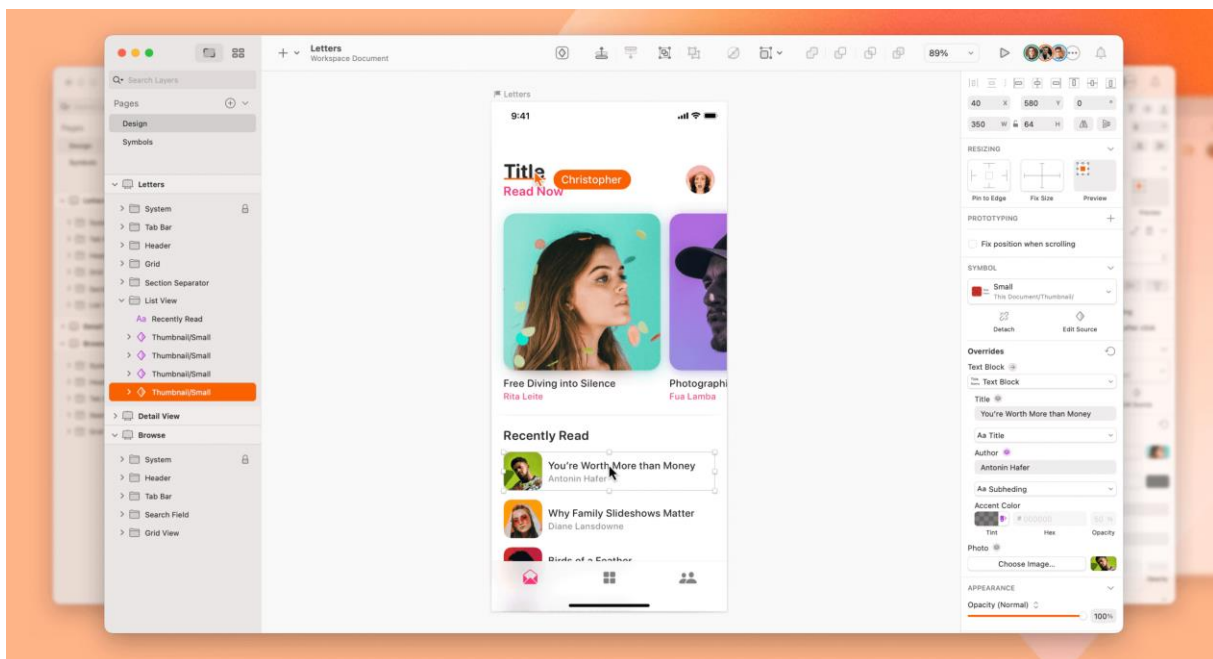 Letters
Workspace Document
89%
Search Layers
Pages
Design
Symbols
Letters
System
Tab Bar
Header
Grid
Section Separator
List View
Aa Recently Read
Thumbnail/Small
Thumbnail/Small
Thumbnail/Small
Thumbnail/Small
Detail View
Browse
System
Header
Tab Bar
Search Field
Grid View
Letters
9:41
Title
Christopher
Read Now
Free Diving into Silence
Rita Leite
Photographi
Fua Lamba
Recently Read
You're Worth More than Money
Antonin Hafer
Why Family Slideshows Matter
Diane Lansdowne
Birds of a Feather
40 X 580 Y 0 °
350 W 64 H
RESIZING
Pin to Edge Fix Size Preview
PROTOTYPING
Fix position when scrolling
SYMBOL
Small
This Document/Thumbnail/
Detach Edit Source
Overrides
Text Block
Text Block
Title
You're Worth More than Money
Aa Title
Author
Antonin Hafer
Aa Subheding
Accent Color
# 000000 50 %
Tint Hex Opacity
Photo
Choose Image...
APPEARANCE
Opacity (Normal)
100%